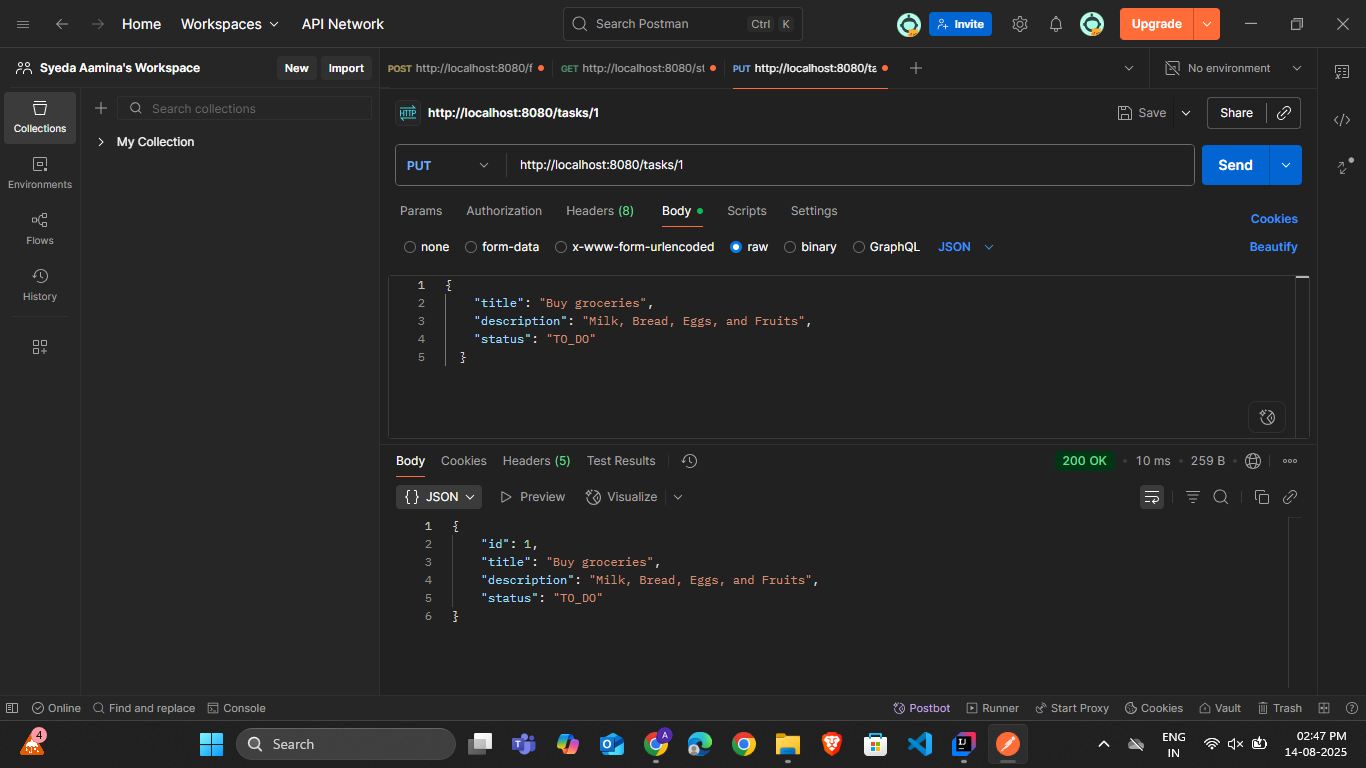 Home Workspaces API Network Search Postman Ctrl K Invite Upgrade
Syeda Aamina's Workspace New Import POST http://localhost:8080/f GET http://localhost:8080/st PUT http://localhost:8080/ta No environment
Collections
Environments
Flows
History
Search collections
My Collection
HTTP http://localhost:8080/tasks/1 Save Share
PUT http://localhost:8080/tasks/1 Send
Params Authorization Headers (8) Body Scripts Settings Cookies
none form-data x-www-form-urlencoded raw binary GraphQL JSON Beautify
1 {
2 "title": "Buy groceries",
3 "description": "Milk, Bread, Eggs, and Fruits",
4 "status": "TO_DO"
5 }
Body Cookies Headers (5) Test Results 200 OK • 10 ms • 259 B
{} JSON Preview Visualize
1 {
2 "id": 1,
3 "title": "Buy groceries",
4 "description": "Milk, Bread, Eggs, and Fruits",
5 "status": "TO_DO"
6 }
Online Find and replace Console Postbot Runner Start Proxy Cookies Vault Trash
4 Search A ENG IN 02:47 PM 14-08-2025